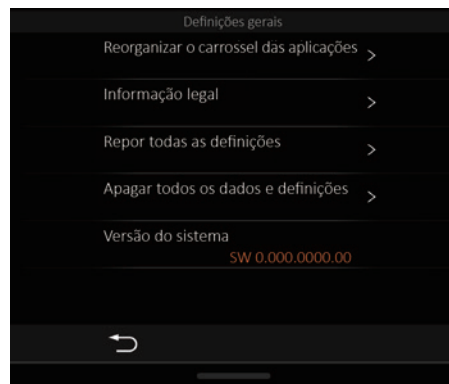 Definições gerais
Reorganizar o carrossel das aplicações
Informação legal
Repor todas as definições
Apagar todos os dados e definições
Versão do sistema
SW 0.000.0000.00